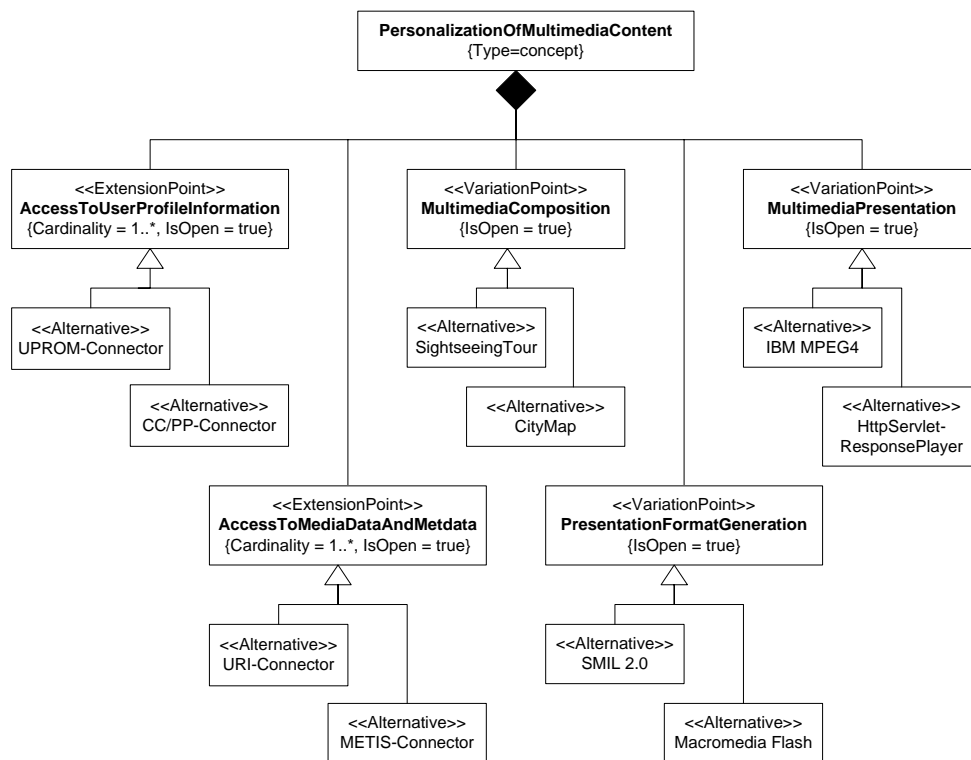 PersonalizationOfMultimediaContent
{Type=concept}
<<ExtensionPoint>>
AccessToUserProfileInformation
{Cardinality = 1..*, IsOpen = true}
<<VariationPoint>>
MultimediaComposition
{IsOpen = true}
<<VariationPoint>>
MultimediaPresentation
{IsOpen = true}
<<Alternative>>
UPROM-Connector
<<Alternative>>
SightseeingTour
<<Alternative>>
IBM MPEG4
<<Alternative>>
CC/PP-Connector
<<Alternative>>
CityMap
<<Alternative>>
HttpServlet-
ResponsePlayer
<<ExtensionPoint>>
AccessToMediaDataAndMetdata
{Cardinality = 1..*, IsOpen = true}
<<VariationPoint>>
PresentationFormatGeneration
{IsOpen = true}
<<Alternative>>
URI-Connector
<<Alternative>>
SMIL 2.0
<<Alternative>>
METIS-Connector
<<Alternative>>
Macromedia Flash